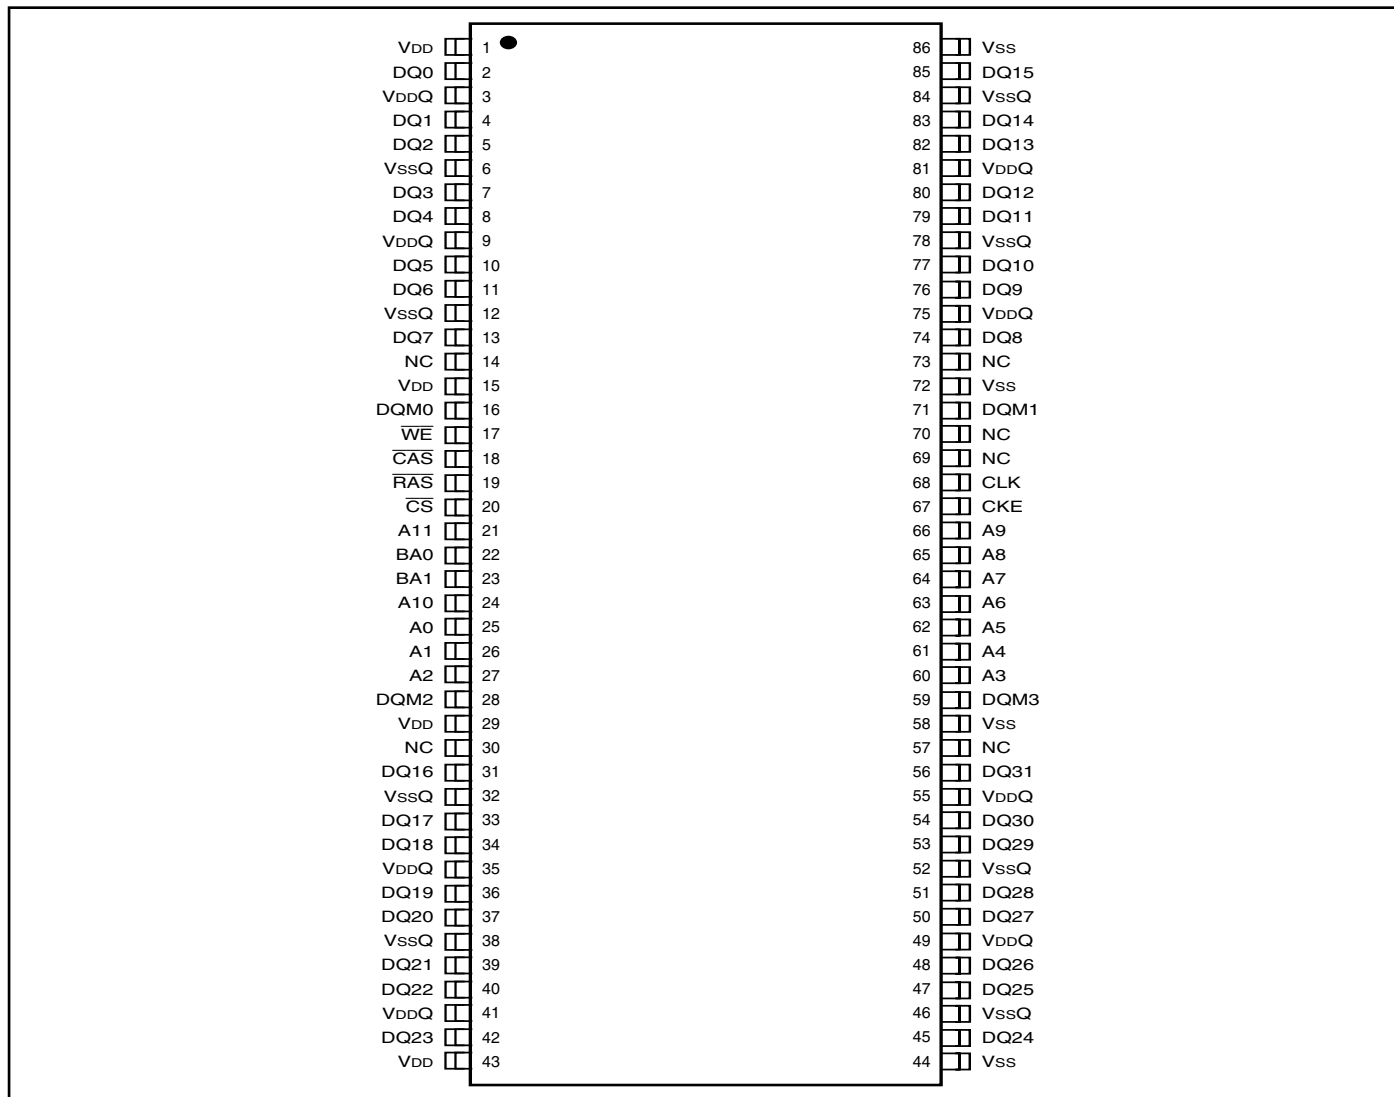 VDD 1 86 VSS
DQ0 2 85 DQ15
VDDQ 3 84 VSSQ
DQ1 4 83 DQ14
DQ2 5 82 DQ13
VSSQ 6 81 VDDQ
DQ3 7 80 DQ12
DQ4 8 79 DQ11
VDDQ 9 78 VSSQ
DQ5 10 77 DQ10
DQ6 11 76 DQ9
VSSQ 12 75 VDDQ
DQ7 13 74 DQ8
NC 14 73 NC
VDD 15 72 VSS
DQM0 16 71 DQM1
W̅E̅ 17 70 NC
C̅A̅S̅ 18 69 NC
R̅A̅S̅ 19 68 CLK
C̅S̅ 20 67 CKE
A11 21 66 A9
BA0 22 65 A8
BA1 23 64 A7
A10 24 63 A6
A0 25 62 A5
A1 26 61 A4
A2 27 60 A3
DQM2 28 59 DQM3
VDD 29 58 VSS
NC 30 57 NC
DQ16 31 56 DQ31
VSSQ 32 55 VDDQ
DQ17 33 54 DQ30
DQ18 34 53 DQ29
VDDQ 35 52 VSSQ
DQ19 36 51 DQ28
DQ20 37 50 DQ27
VSSQ 38 49 VDDQ
DQ21 39 48 DQ26
DQ22 40 47 DQ25
VDDQ 41 46 VSSQ
DQ23 42 45 DQ24
VDD 43 44 VSS